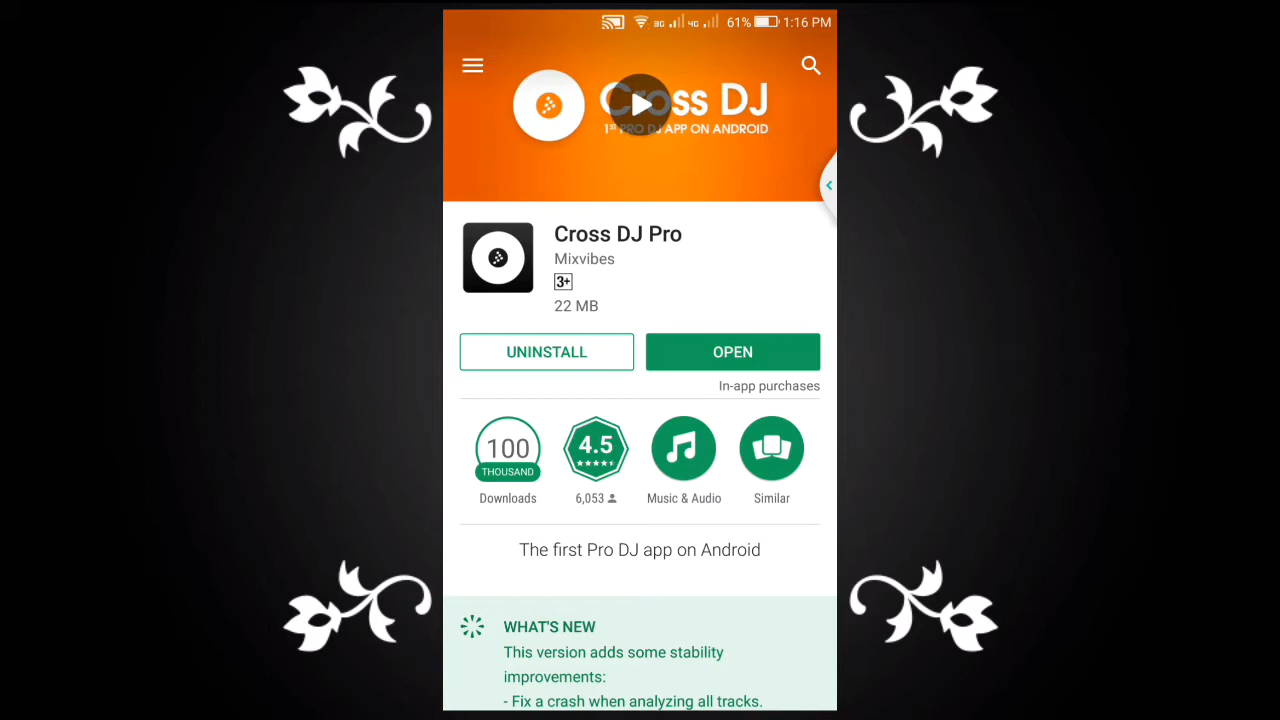 3G 4G 61% 1:16 PM
Cross DJ
1st PRO DJ APP ON ANDROID
Cross DJ Pro
Mixvibes
3+
22 MB
UNINSTALL OPEN
In-app purchases
100 4.5
THOUSAND
Downloads 6,053 Music & Audio Similar
The first Pro DJ app on Android
WHAT'S NEW
This version adds some stability
improvements:
- Fix a crash when analyzing all tracks.